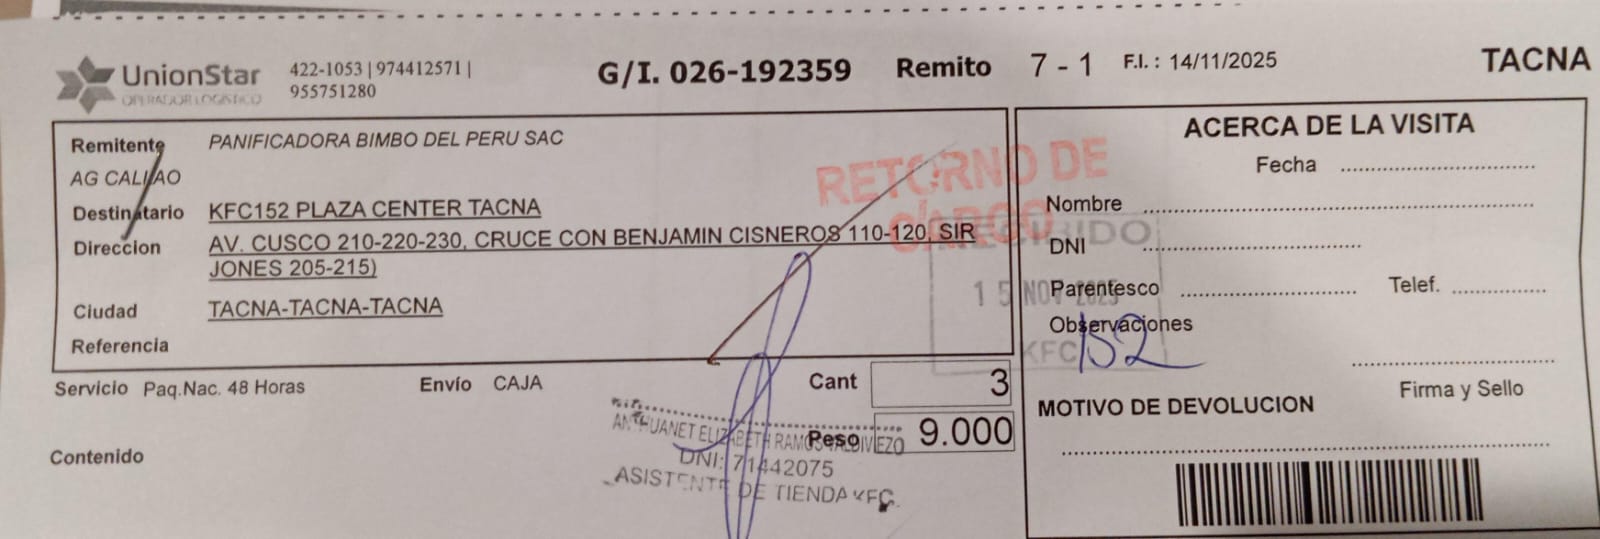 UnionStar
OPERADOR LOGISTICO
422-1053 | 974412571 |
955751280
G/I. 026-192359 Remito 7 - 1 F.I. : 14/11/2025 TACNA
Remitente PANIFICADORA BIMBO DEL PERU SAC
AG CALLAO
Destinatario KFC152 PLAZA CENTER TACNA
Direccion AV. CUSCO 210-220-230, CRUCE CON BENJAMIN CISNEROS 110-120, SIR
JONES 205-215)
Ciudad TACNA-TACNA-TACNA
Referencia
RETORNO DE
CARGO
Servicio Paq.Nac. 48 Horas Envío CAJA Cant 3
Peso 9.000
Contenido
ELIZABETH RAMOS
DNI: 71442075
ASISTENTE DE TIENDA KFC.
ACERCA DE LA VISITA
Fecha
Nombre
DNI
Parentesco Telef.
Observaciones
RECIBIDO
15 NOV 2025
KFC 152
Firma y Sello
MOTIVO DE DEVOLUCION